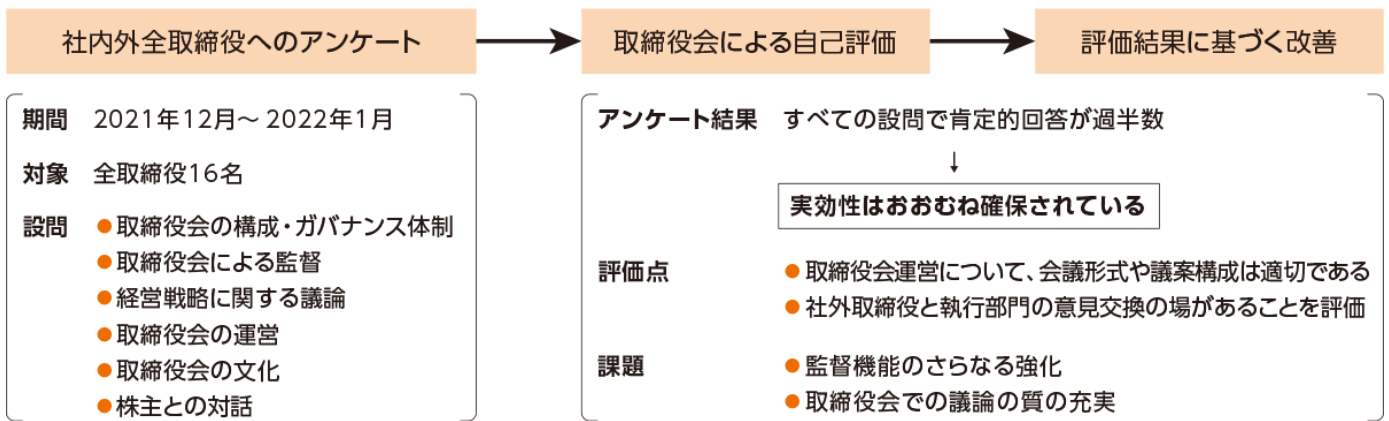 社内外全取締役へのアンケート
取締役会による自己評価
評価結果に基づく改善
期間 2021年12月～2022年1月
対象 全取締役16名
設問 ●取締役会の構成・ガバナンス体制
●取締役会による監督
●経営戦略に関する議論
●取締役会の運営
●取締役会の文化
●株主との対話
アンケート結果 すべての設問で肯定的回答が過半数
↓
実効性はおおむね確保されている
評価点 ●取締役会運営について、会議形式や議案構成は適切である
●社外取締役と執行部門の意見交換の場があることを評価
課題 ●監督機能のさらなる強化
●取締役会での議論の質の充実